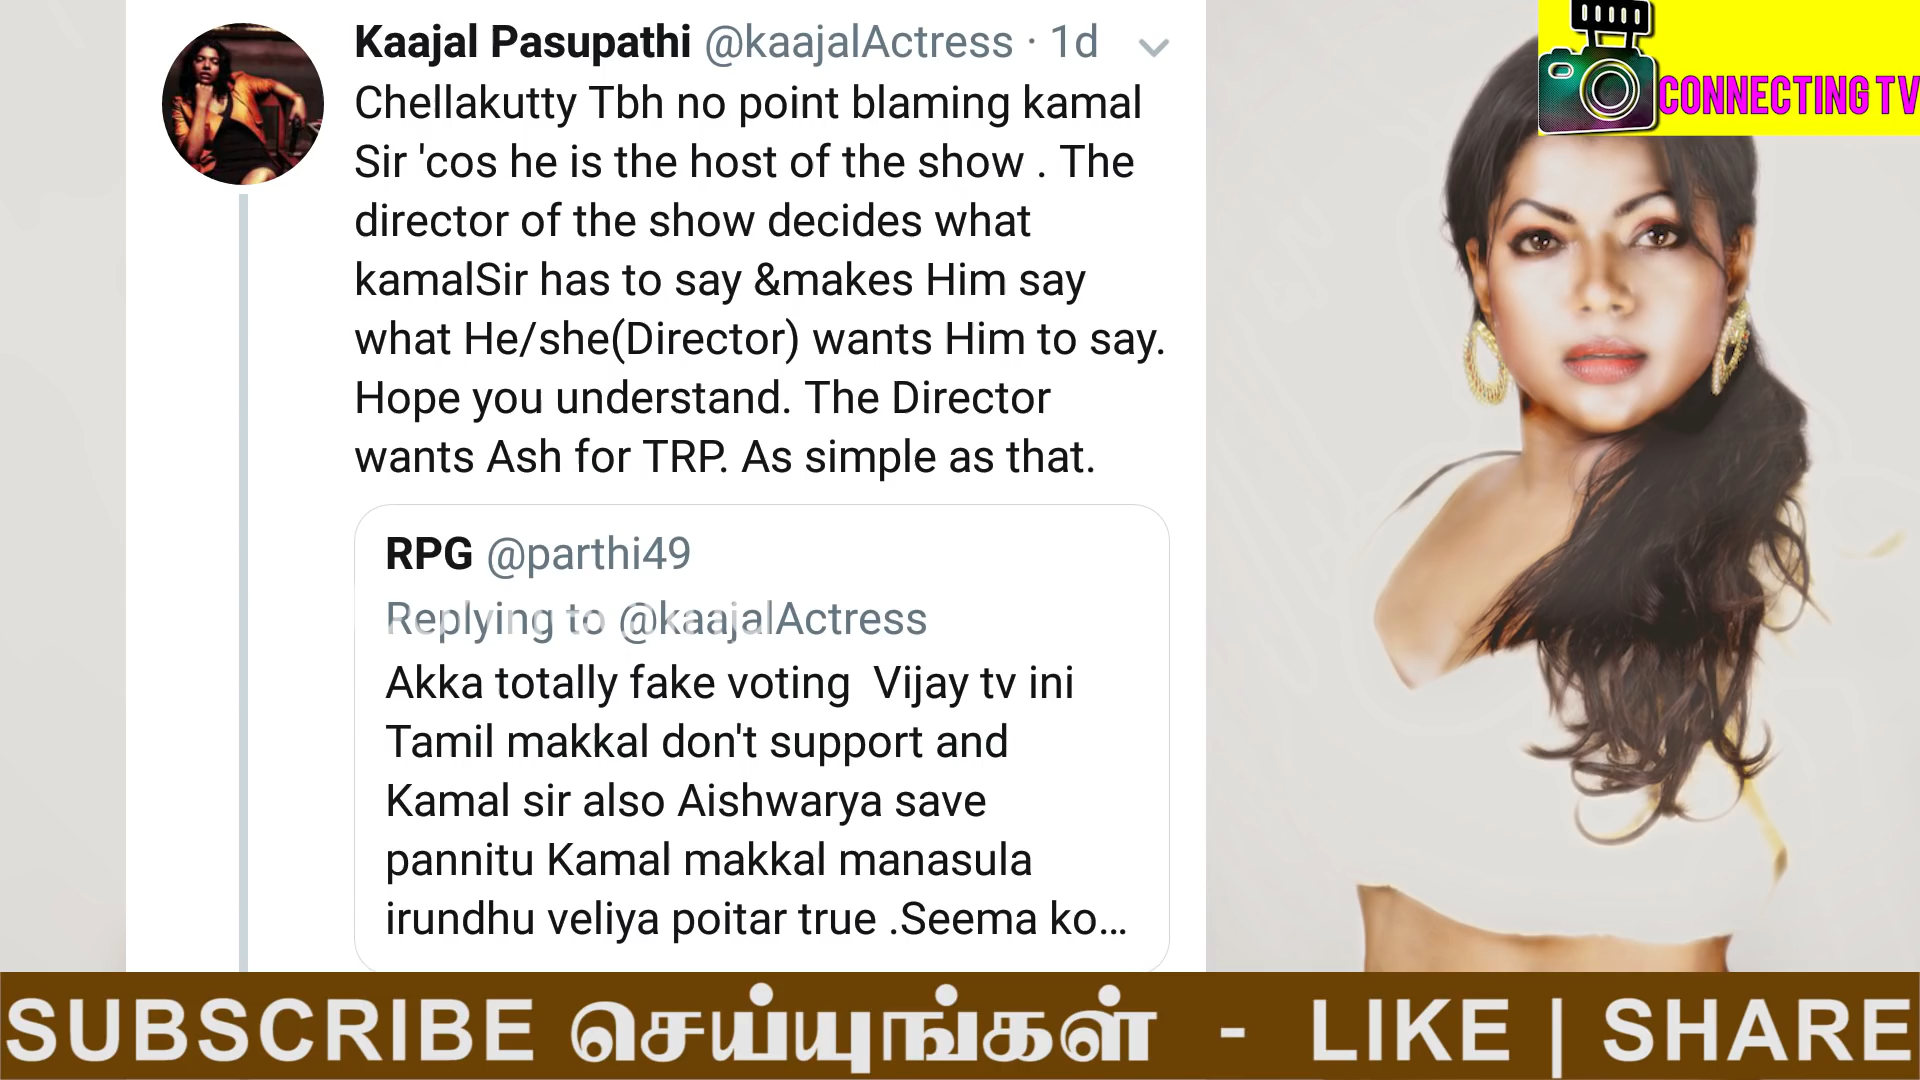 Kaajal Pasupathi @kaajalActress · 1d
Chellakutty Tbh no point blaming kamal
Sir 'cos he is the host of the show . The
director of the show decides what
kamalSir has to say &makes Him say
what He/she(Director) wants Him to say.
Hope you understand. The Director
wants Ash for TRP. As simple as that.
RPG @parthi49
Replying to @kaajalActress
Akka totally fake voting  Vijay tv ini
Tamil makkal don't support and
Kamal sir also Aishwarya save
pannitu Kamal makkal manasula
irundhu veliya poitar true .Seema ko...
CONNECTING TV
SUBSCRIBE செய்யுங்கள் - LIKE | SHARE